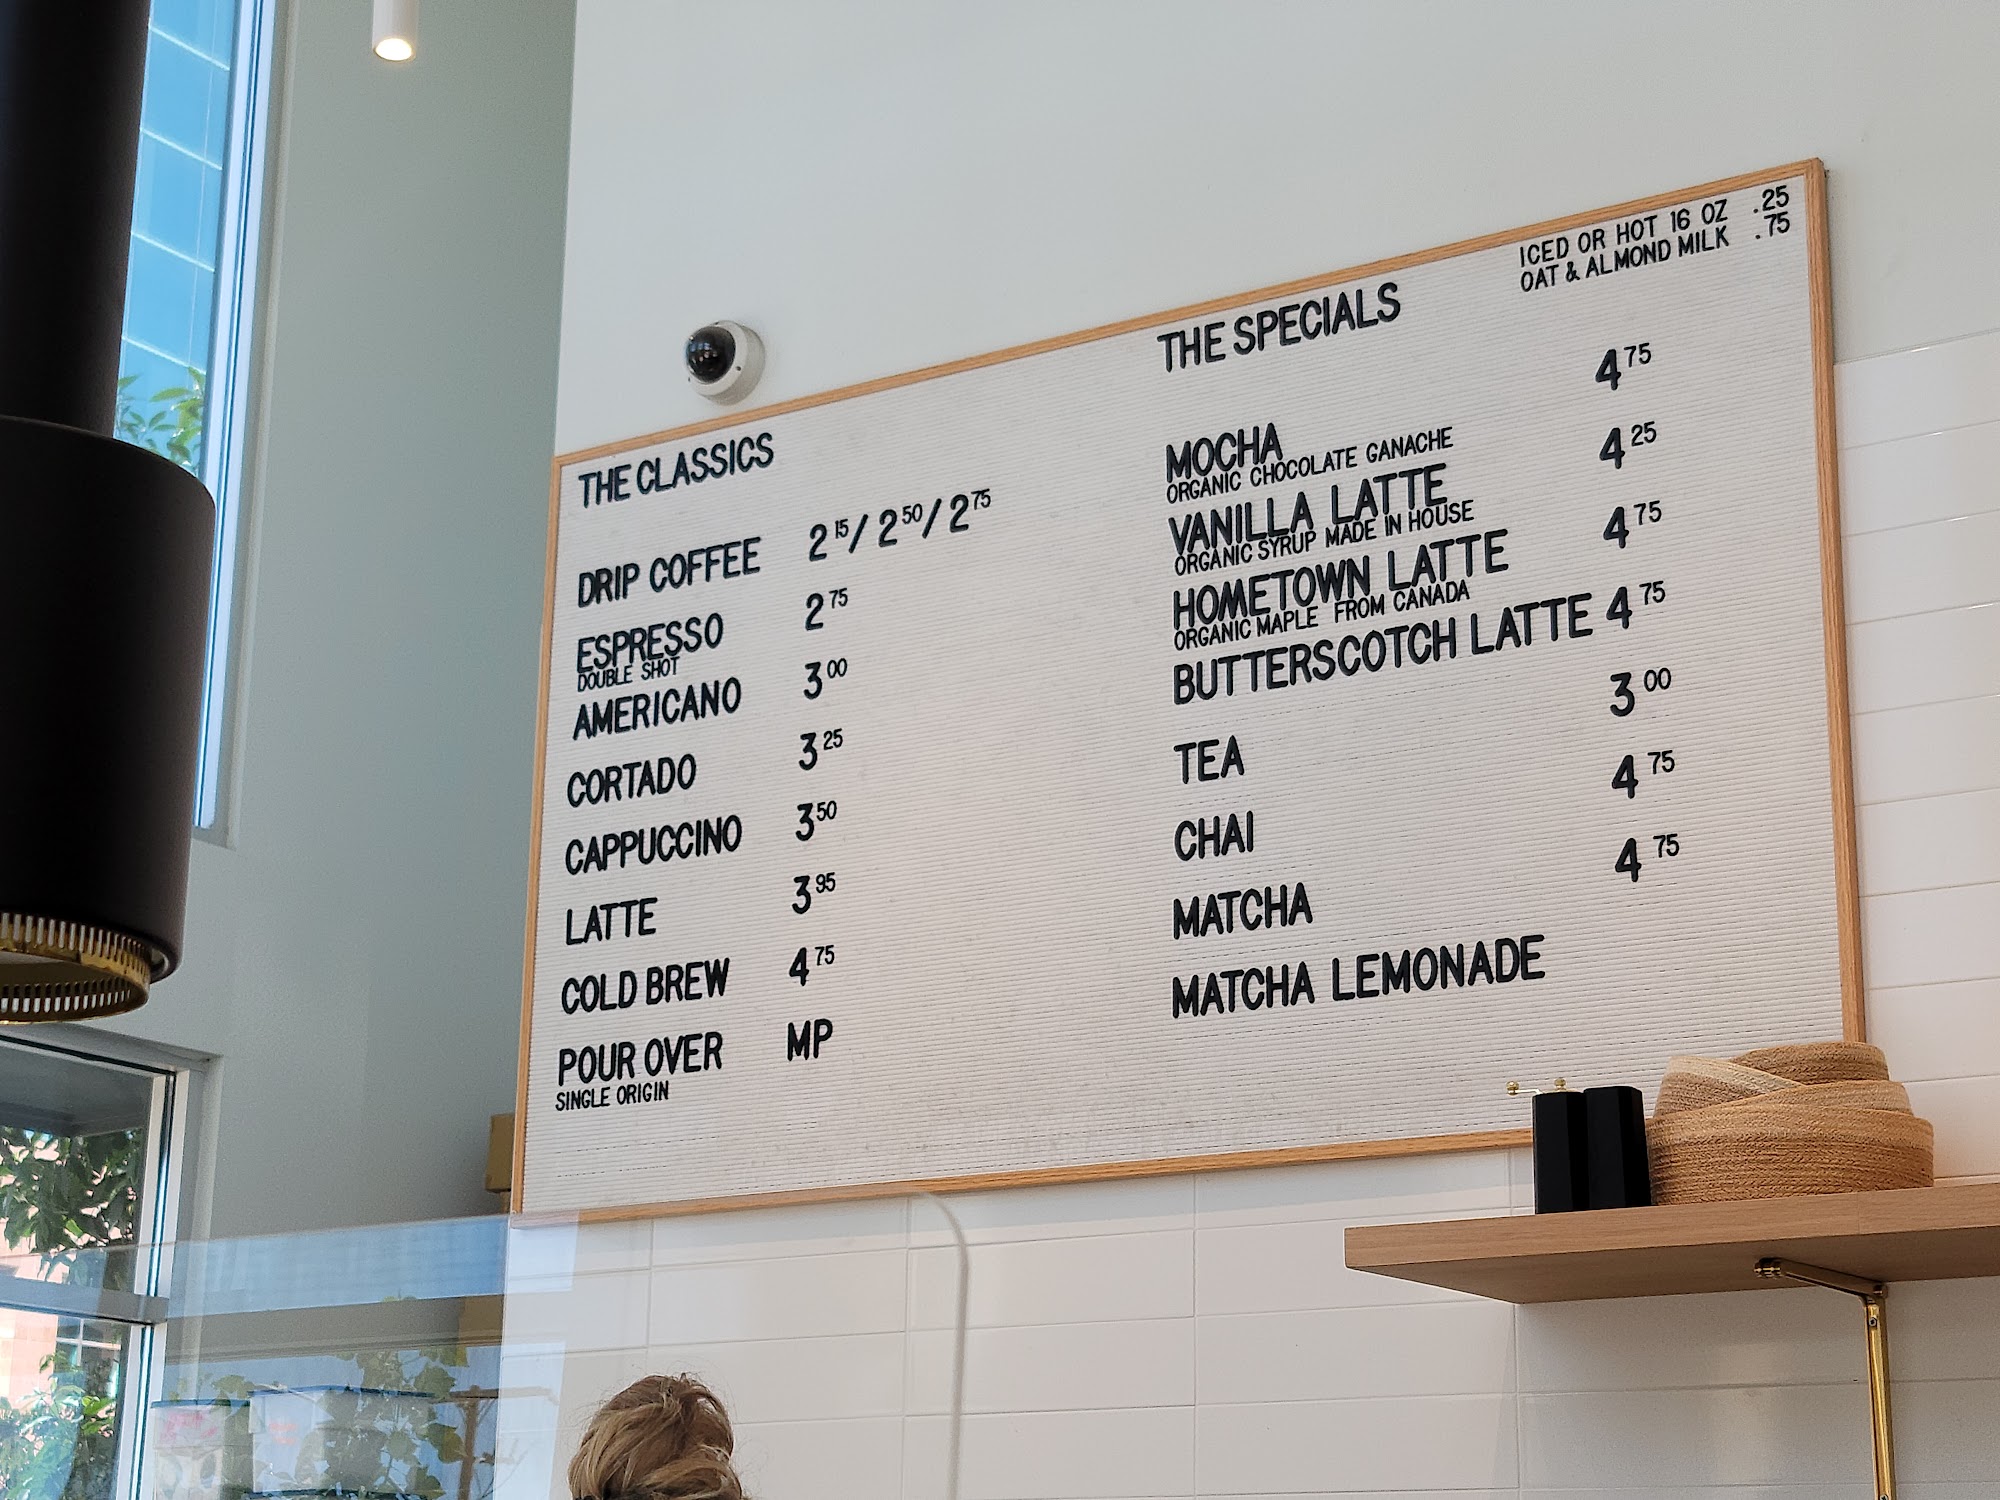 ICED OR HOT 16 OZ .25
OAT & ALMOND MILK .75
THE CLASSICS
DRIP COFFEE 2 15/ 2 50/ 2 75
ESPRESSO 2 75
DOUBLE SHOT
AMERICANO 3 00
CORTADO 3 25
CAPPUCCINO 3 50
LATTE 3 95
COLD BREW 4 75
POUR OVER MP
SINGLE ORIGIN
THE SPECIALS
MOCHA 4 75
ORGANIC CHOCOLATE GANACHE
VANILLA LATTE 4 25
ORGANIC SYRUP MADE IN HOUSE
HOMETOWN LATTE 4 75
ORGANIC MAPLE FROM CANADA
BUTTERSCOTCH LATTE 4 75
TEA 3 00
CHAI 4 75
MATCHA 4 75
MATCHA LEMONADE